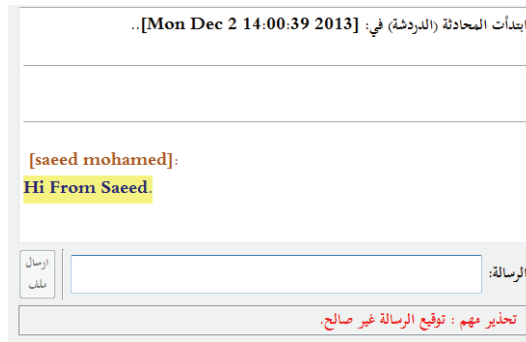 ابتدأت المحادثة (الدردشة) في: [Mon Dec 2 14:00:39 2013]..
[saeed mohamed]:
Hi From Saeed.
الرسالة:
ارسال
ملف
تحذير مهم : توقيع الرسالة غير صالح.